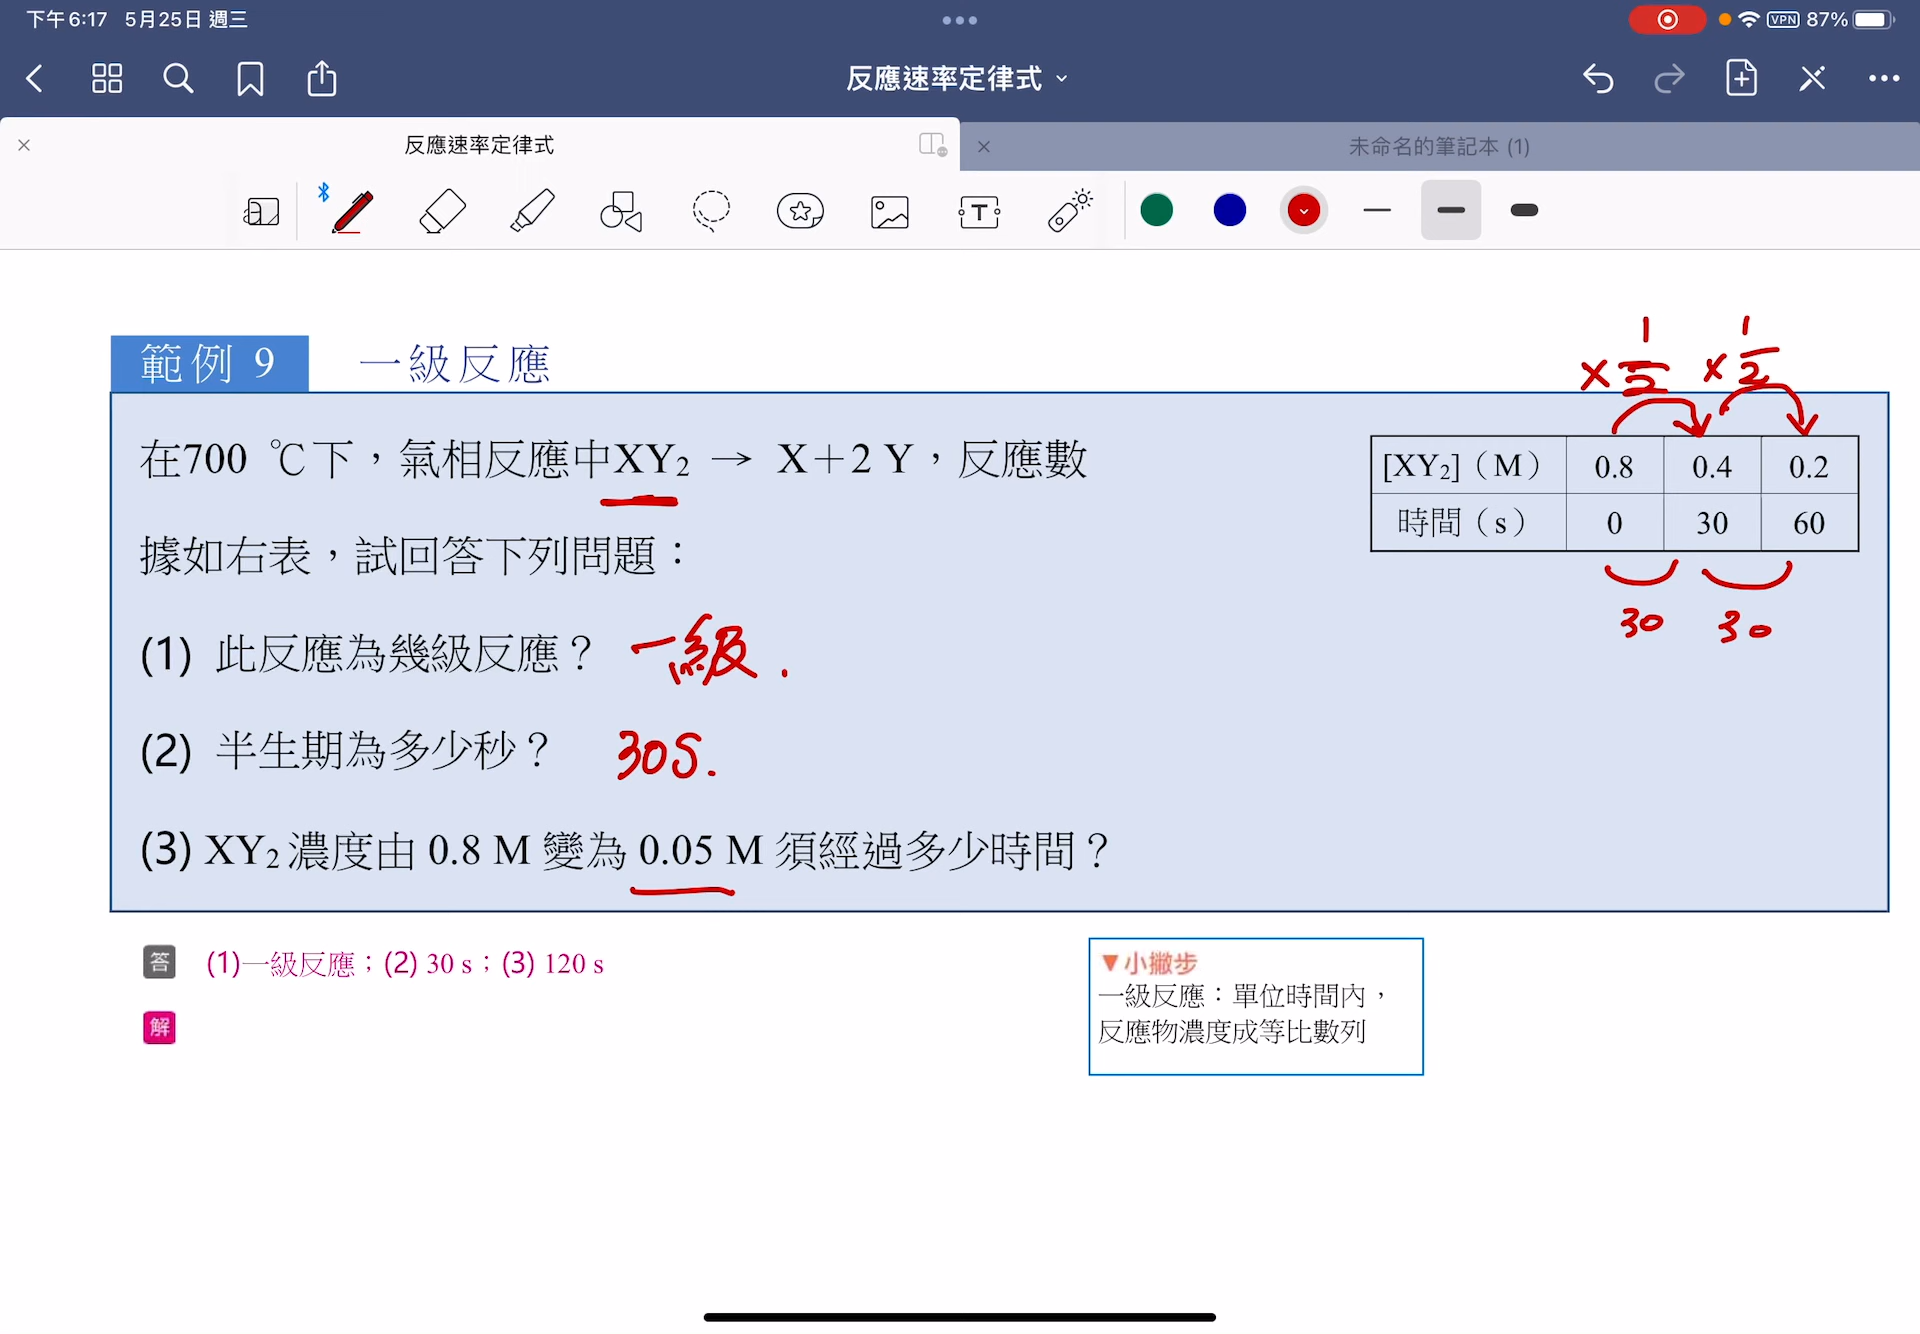 下午6:17 5月25日 週三
VPN 87%
反應速率定律式
反應速率定律式
未命名的筆記本 (1)
T
範例 9 一級反應
×1/2 ×1/2
在700 ℃下,氣相反應中XY₂ → X+2 Y,反應數
據如右表,試回答下列問題:
[XY₂](M) 0.8 0.4 0.2
時間(s) 0 30 60
30 30
(1) 此反應為幾級反應? 一級.
(2) 半生期為多少秒? 30S.
(3) XY₂濃度由 0.8 M 變為 0.05 M 須經過多少時間?
答 (1)一級反應;(2) 30 s;(3) 120 s
解
▼小撇步
一級反應:單位時間內,
反應物濃度成等比數列